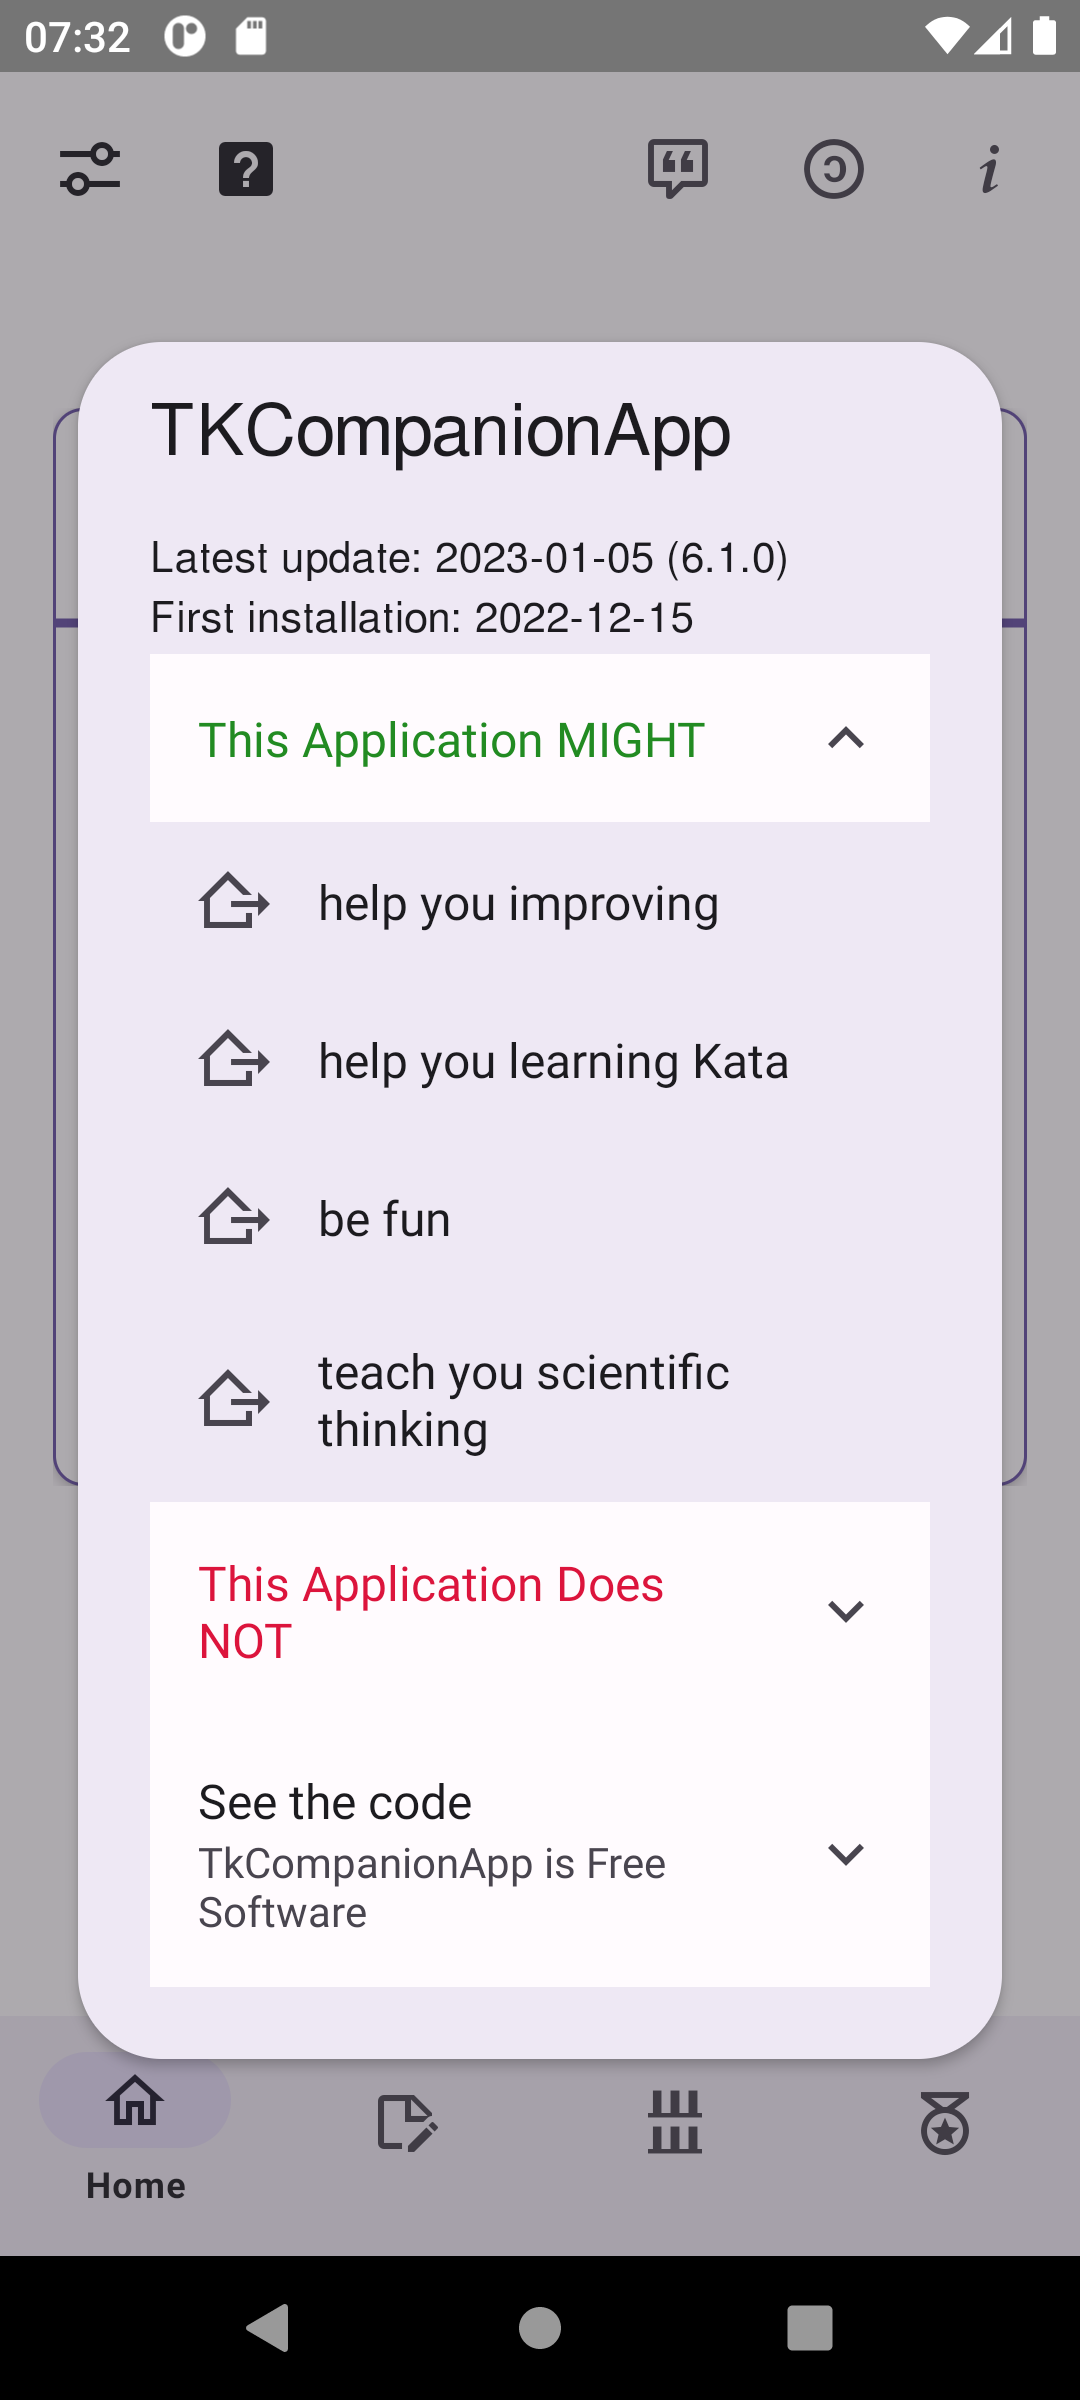 07:32
TKCompanionApp
Latest update: 2023-01-05 (6.1.0)
First installation: 2022-12-15
This Application MIGHT
help you improving
help you learning Kata
be fun
teach you scientific
thinking
This Application Does
NOT
See the code
TkCompanionApp is Free
Software
Home